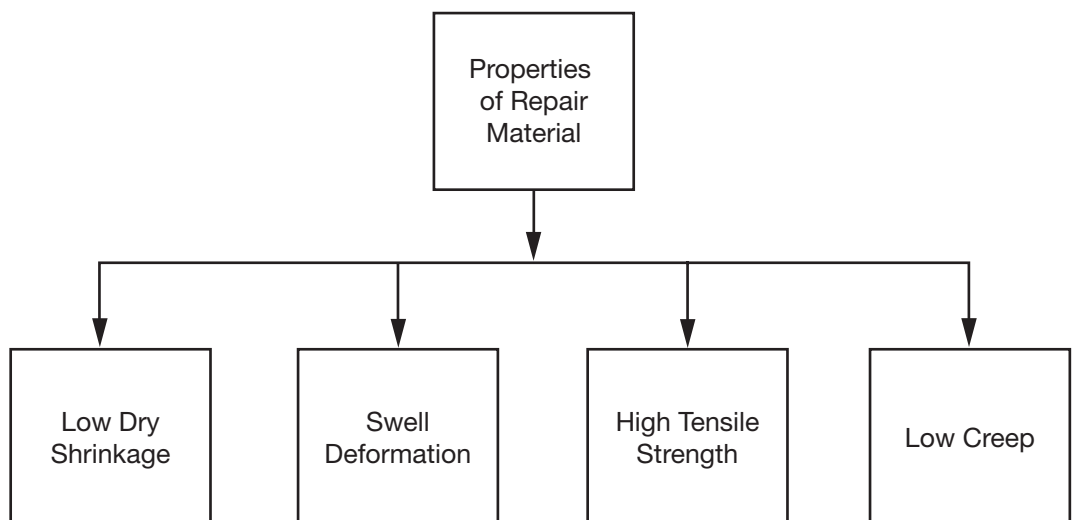 Properties
of Repair
Material
Low Dry
Shrinkage
Swell
Deformation
High Tensile
Strength
Low Creep